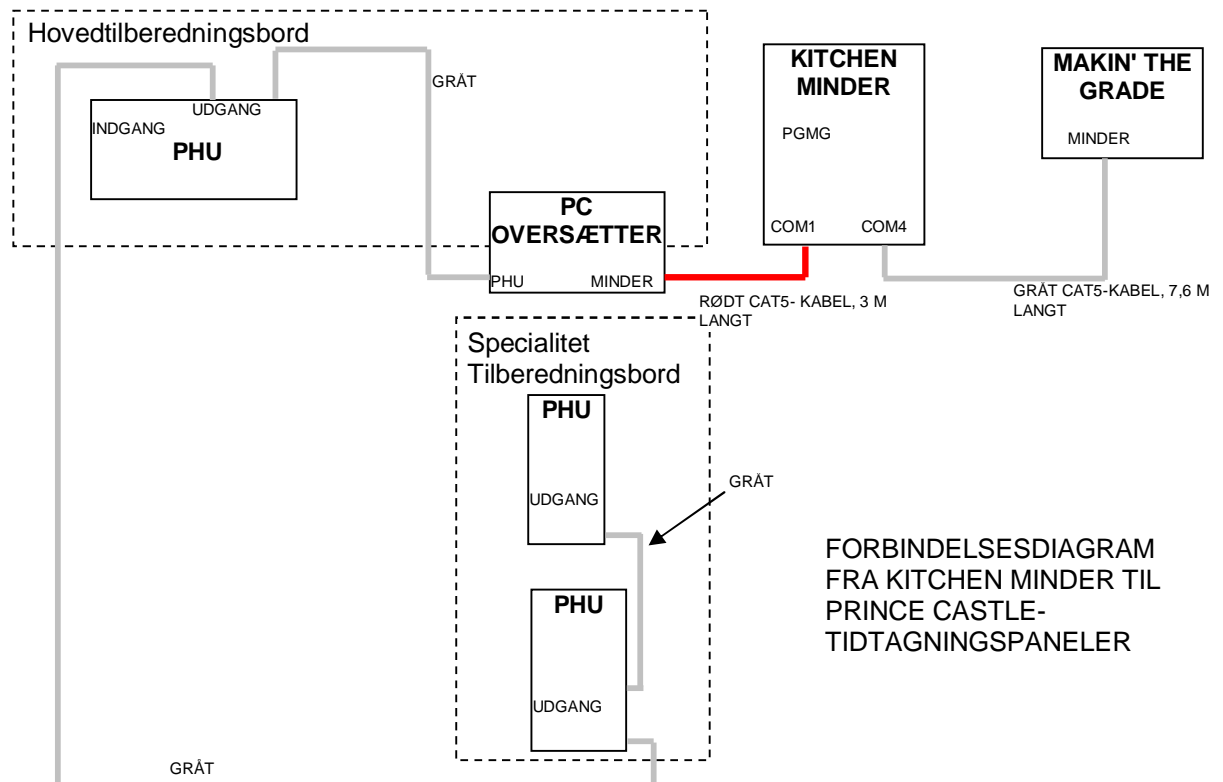 Hovedtilberedningsbord
GRÅT
UDGANG
INDGANG
PHU
PC
OVERSÆTTER
PHU
MINDER
KITCHEN
MINDER
PGMG
COM1
COM4
MAKIN' THE
GRADE
MINDER
RØDT CAT5- KABEL, 3 M
LANGT
GRÅT CAT5-KABEL, 7,6 M
LANGT
Specialitet
Tilberedningsbord
PHU
UDGANG
GRÅT
PHU
UDGANG
FORBINDELSESDIAGRAM
FRA KITCHEN MINDER TIL
PRINCE CASTLE-
TIDTAGNINGSPANELER
GRÅT